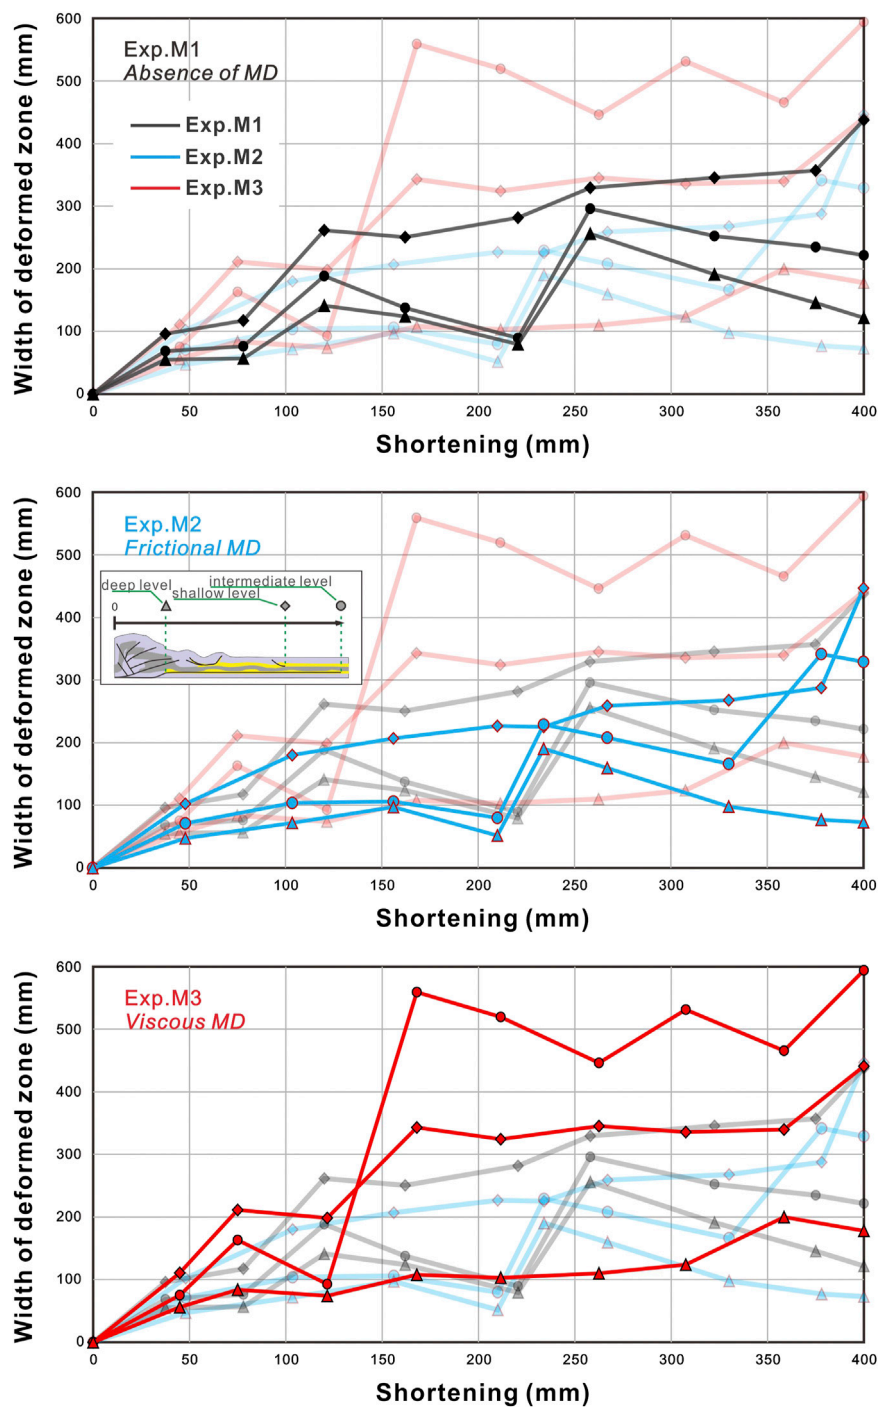 600
500
400
300
200
100
0
Width of deformed zone (mm)
Exp.M1
Absence of MD
Exp.M1
Exp.M2
Exp.M3
0 50 100 150 200 250 300 350 400
Shortening (mm)
600
500
400
300
200
100
0
Width of deformed zone (mm)
Exp.M2
Frictional MD
intermediate level
deep level
shallow level
0
0 50 100 150 200 250 300 350 400
Shortening (mm)
600
500
400
300
200
100
0
Width of deformed zone (mm)
Exp.M3
Viscous MD
0 50 100 150 200 250 300 350 400
Shortening (mm)